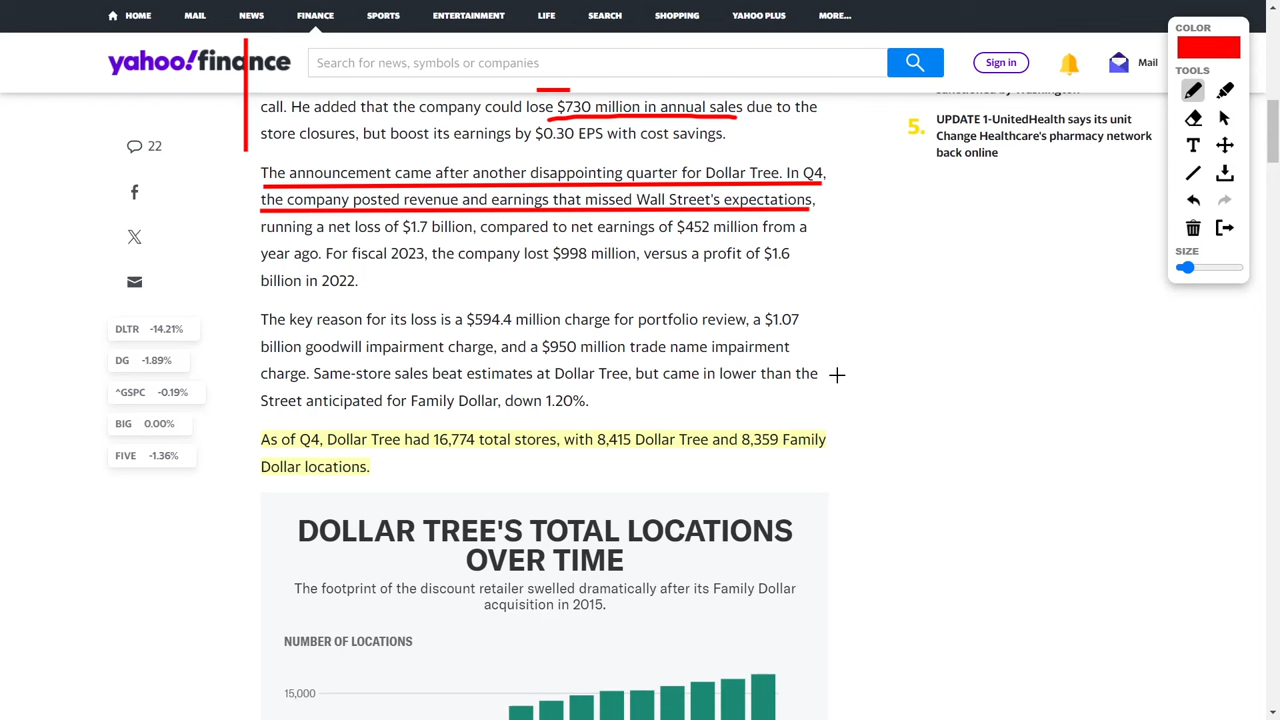 HOME MAIL NEWS FINANCE SPORTS ENTERTAINMENT LIFE SEARCH SHOPPING YAHOO PLUS MORE...
yahoo!finance
Search for news, symbols or companies
Sign in
Mail
call. He added that the company could lose $730 million in annual sales due to the
store closures, but boost its earnings by $0.30 EPS with cost savings.
The announcement came after another disappointing quarter for Dollar Tree. In Q4,
the company posted revenue and earnings that missed Wall Street's expectations,
running a net loss of $1.7 billion, compared to net earnings of $452 million from a
year ago. For fiscal 2023, the company lost $998 million, versus a profit of $1.6
billion in 2022.
The key reason for its loss is a $594.4 million charge for portfolio review, a $1.07
billion goodwill impairment charge, and a $950 million trade name impairment
charge. Same-store sales beat estimates at Dollar Tree, but came in lower than the
Street anticipated for Family Dollar, down 1.20%.
As of Q4, Dollar Tree had 16,774 total stores, with 8,415 Dollar Tree and 8,359 Family
Dollar locations.
DOLLAR TREE'S TOTAL LOCATIONS
OVER TIME
The footprint of the discount retailer swelled dramatically after its Family Dollar
acquisition in 2015.
NUMBER OF LOCATIONS
15,000
22
DLTR -14.21%
DG -1.89%
^GSPC -0.19%
BIG 0.00%
FIVE -1.36%
sanctioned by Washington
5. UPDATE 1-UnitedHealth says its unit
Change Healthcare's pharmacy network
back online
COLOR
TOOLS
T
SIZE